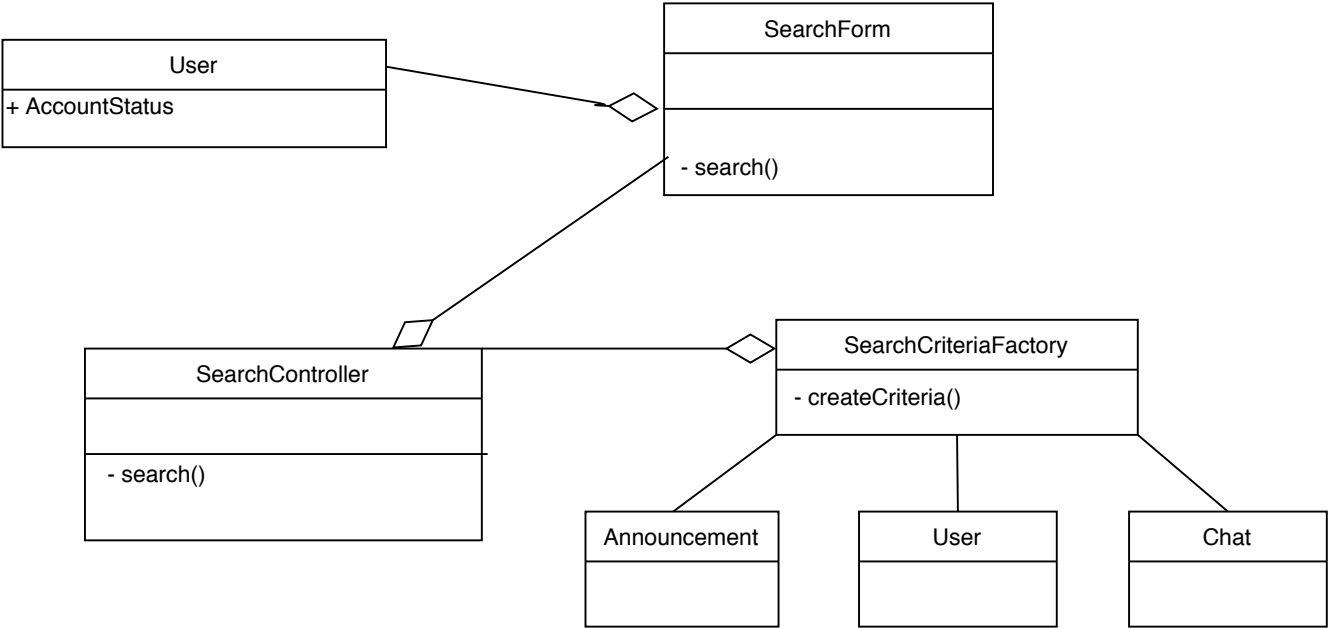 SearchForm
User
+ AccountStatus
- search()
SearchCriteriaFactory
SearchController
- createCriteria()
- search()
Announcement
User
Chat